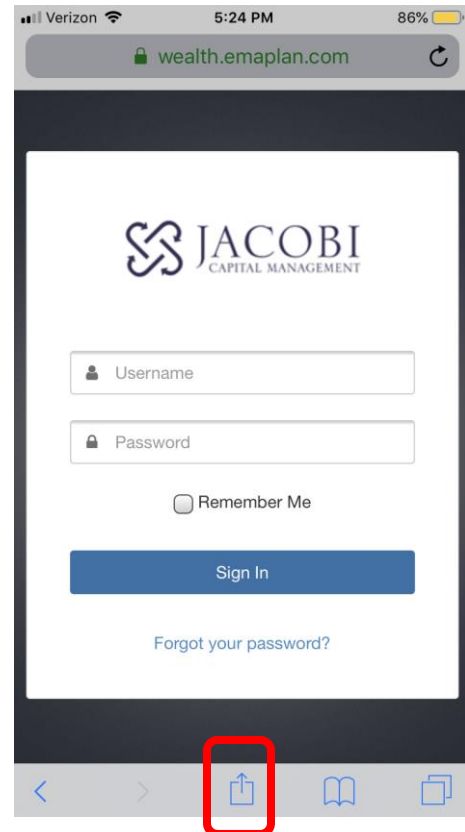 Verizon 5:24 PM 86%
wealth.emaplan.com
JACOBI
CAPITAL MANAGEMENT
Username
Password
Remember Me
Sign In
Forgot your password?